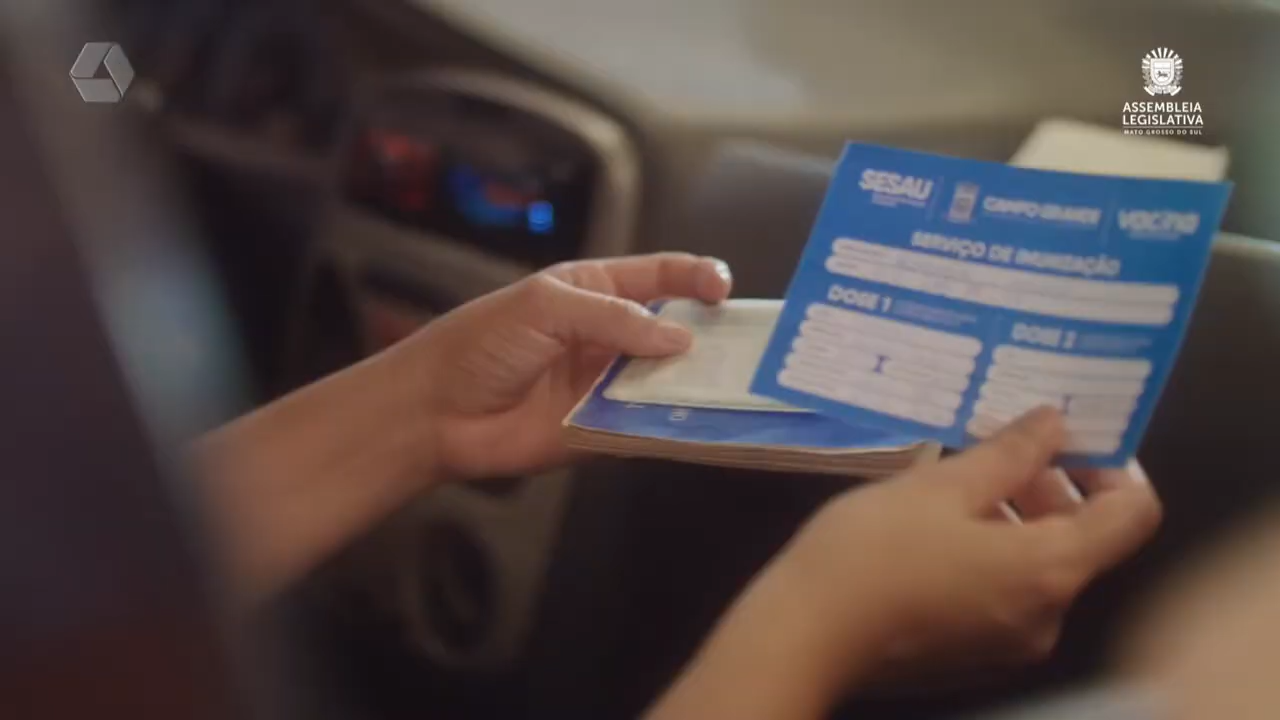 ASSEMBLEIA
LEGISLATIVA
MATO GROSSO DO SUL
SESAU
CAMPO GRANDE
vacina
SERVIÇO DE IMUNIZAÇÃO
DOSE 1
DOSE 2